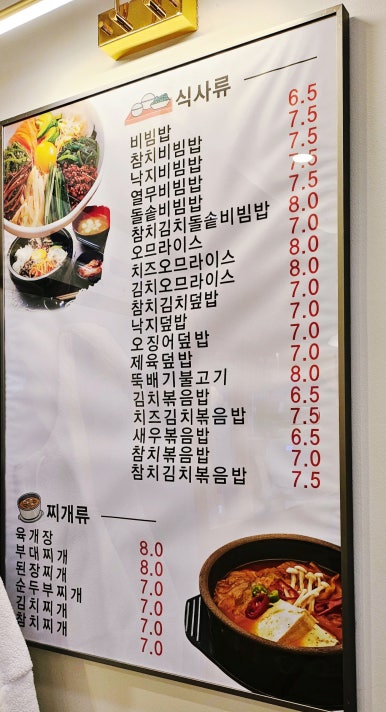 식사류
비빔밥 6.5
참치비빔밥 7.5
낙지비빔밥 7.5
열무비빔밥 7.5
돌솥비빔밥 7.5
참치김치돌솥비빔밥 8.0
오므라이스 7.0
치즈오므라이스 8.0
김치오므라이스 8.0
참치김치덮밥 7.0
낙지덮밥 7.0
오징어덮밥 7.0
제육덮밥 7.0
뚝배기불고기 8.0
김치볶음밥 6.5
치즈김치볶음밥 7.5
새우볶음밥 6.5
참치볶음밥 7.0
참치김치볶음밥 7.5
찌개류
육개장 8.0
부대찌개 8.0
된장찌개 7.0
순두부찌개 7.0
김치찌개 7.0
참치찌개 7.0